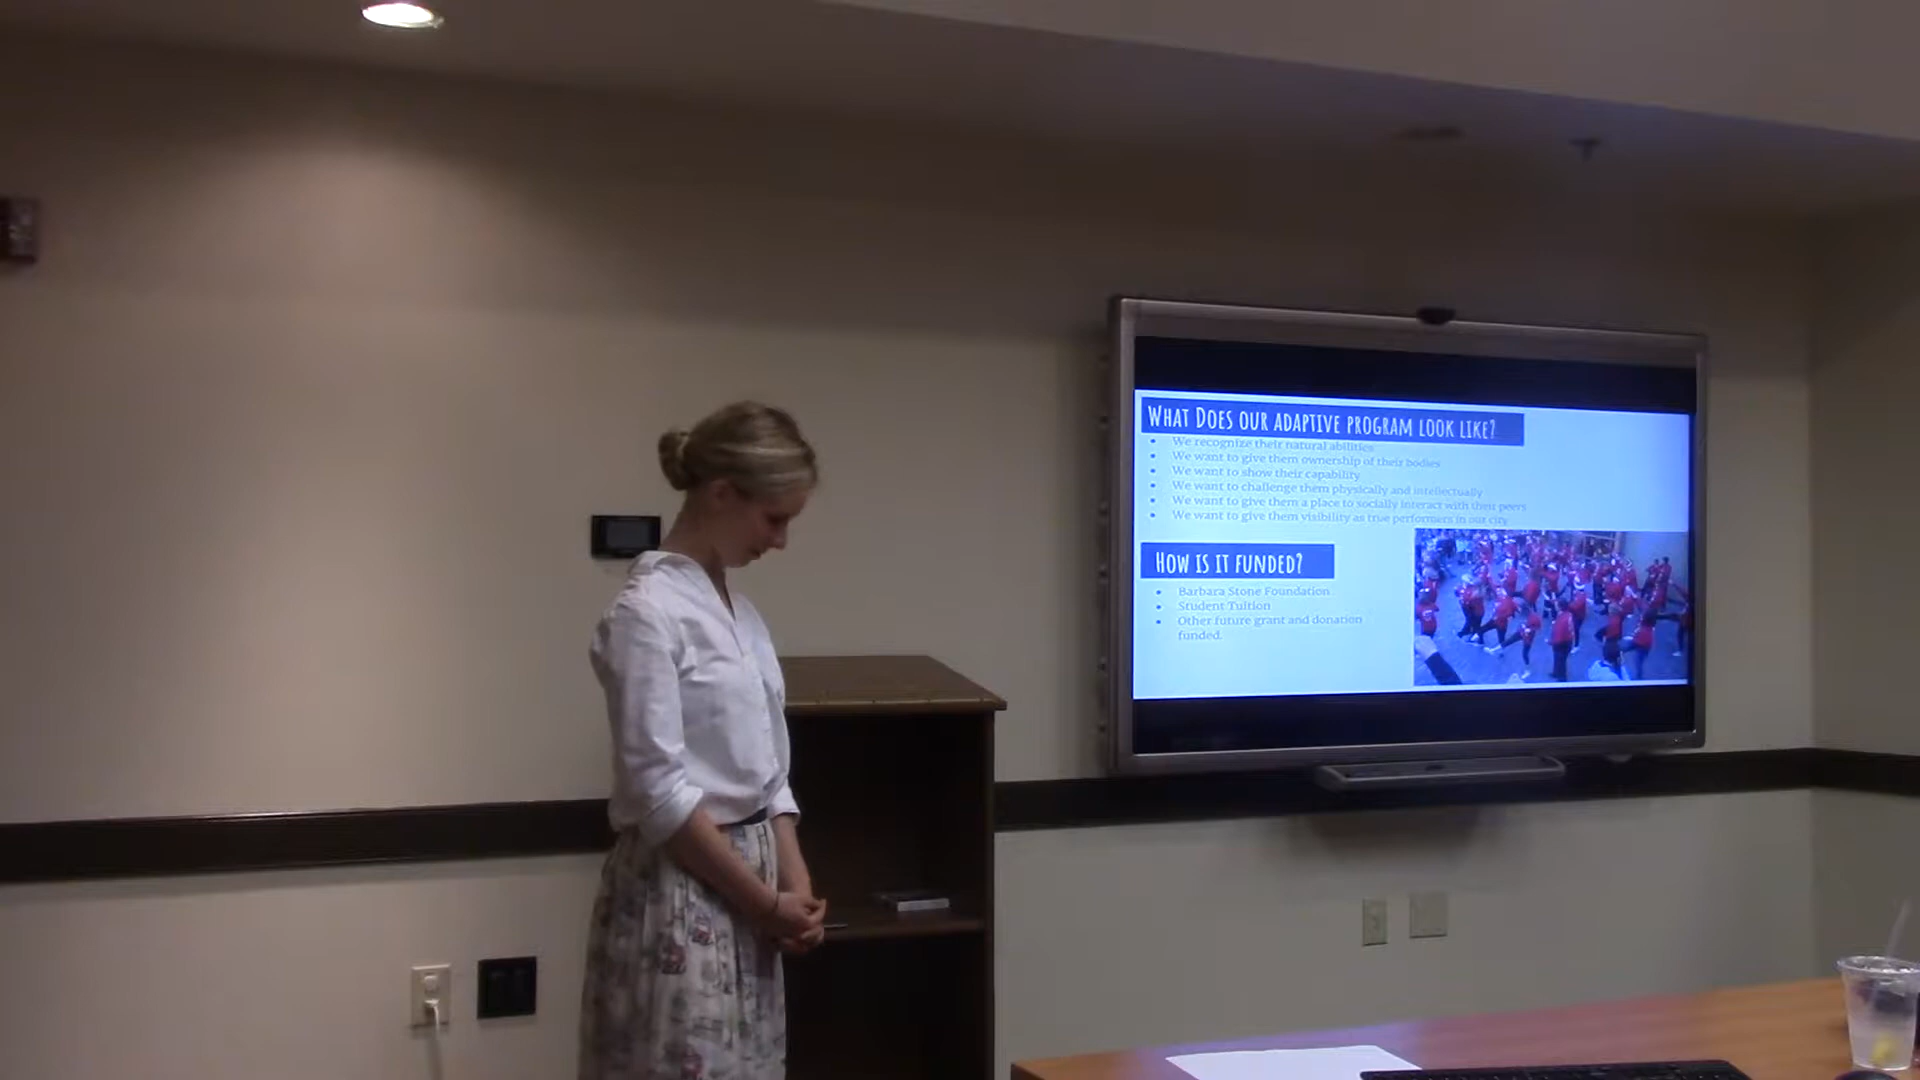 What Does our adaptive program look like?
We recognize their natural abilities
We want to give them ownership of their bodies
We want to show their capability
We want to challenge them physically and intellectually
We want to give them a place to socially interact with their peers
We want to give them visibility as true performers in our city
How is it funded?
Barbara Stone Foundation
Student Tuition
Other future grant and donation
funded.